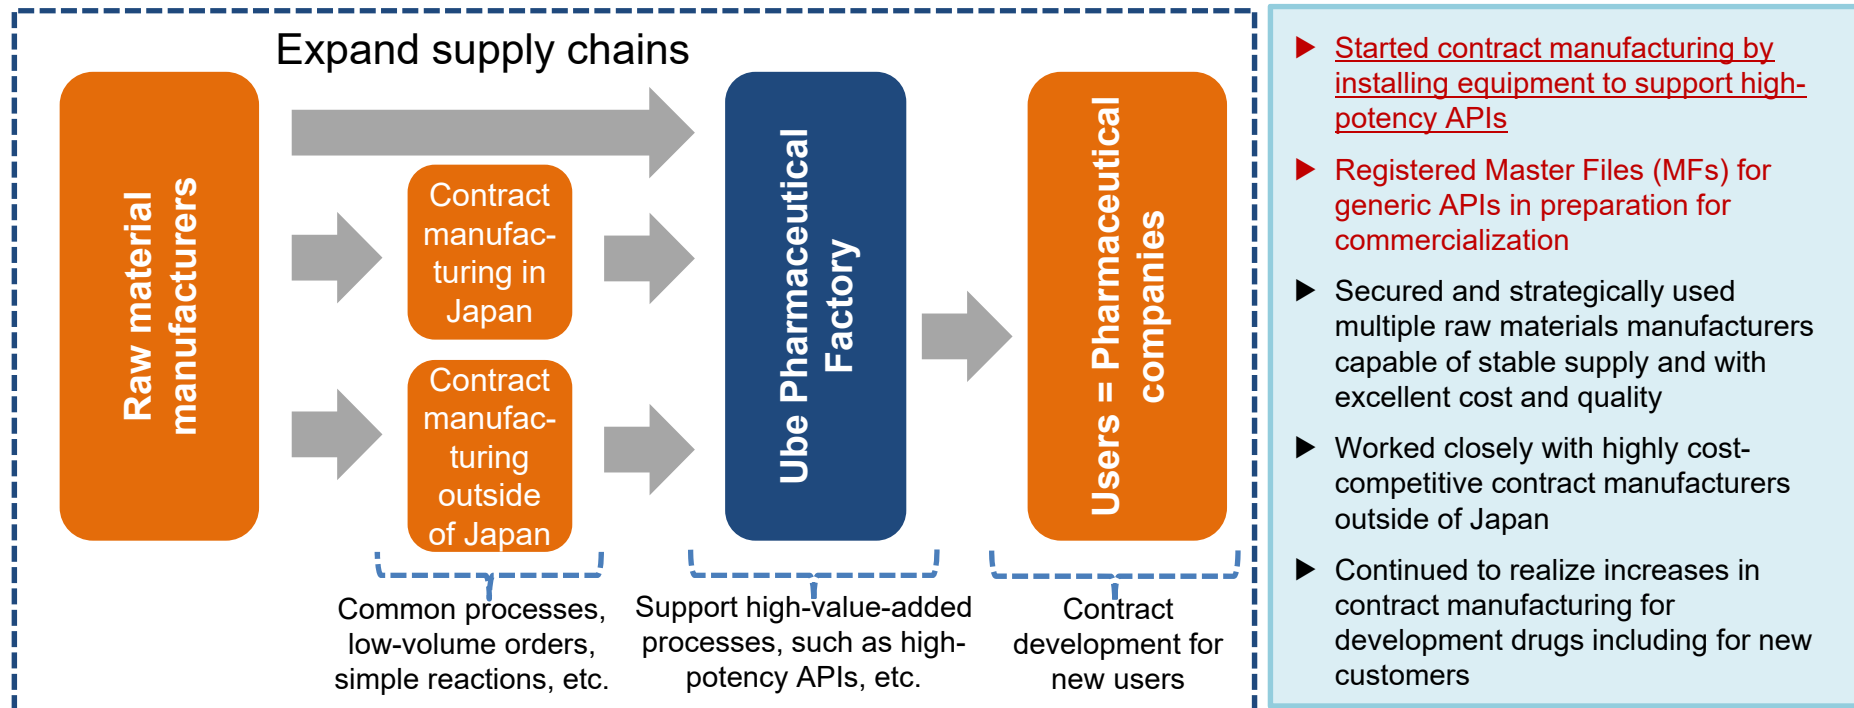 Expand supply chains
Raw material
manufacturers
Contract
manufac-
turing in
Japan
Contract
manufac-
turing
outside
of Japan
Ube Pharmaceutical
Factory
Users = Pharmaceutical
companies
Common processes,
low-volume orders,
simple reactions, etc.
Support high-value-added
processes, such as high-
potency APIs, etc.
Contract
development for
new users
▶ Started contract manufacturing by
installing equipment to support high-
potency APIs
▶ Registered Master Files (MFs) for
generic APIs in preparation for
commercialization
▶ Secured and strategically used
multiple raw materials manufacturers
capable of stable supply and with
excellent cost and quality
▶ Worked closely with highly cost-
competitive contract manufacturers
outside of Japan
▶ Continued to realize increases in
contract manufacturing for
development drugs including for new
customers